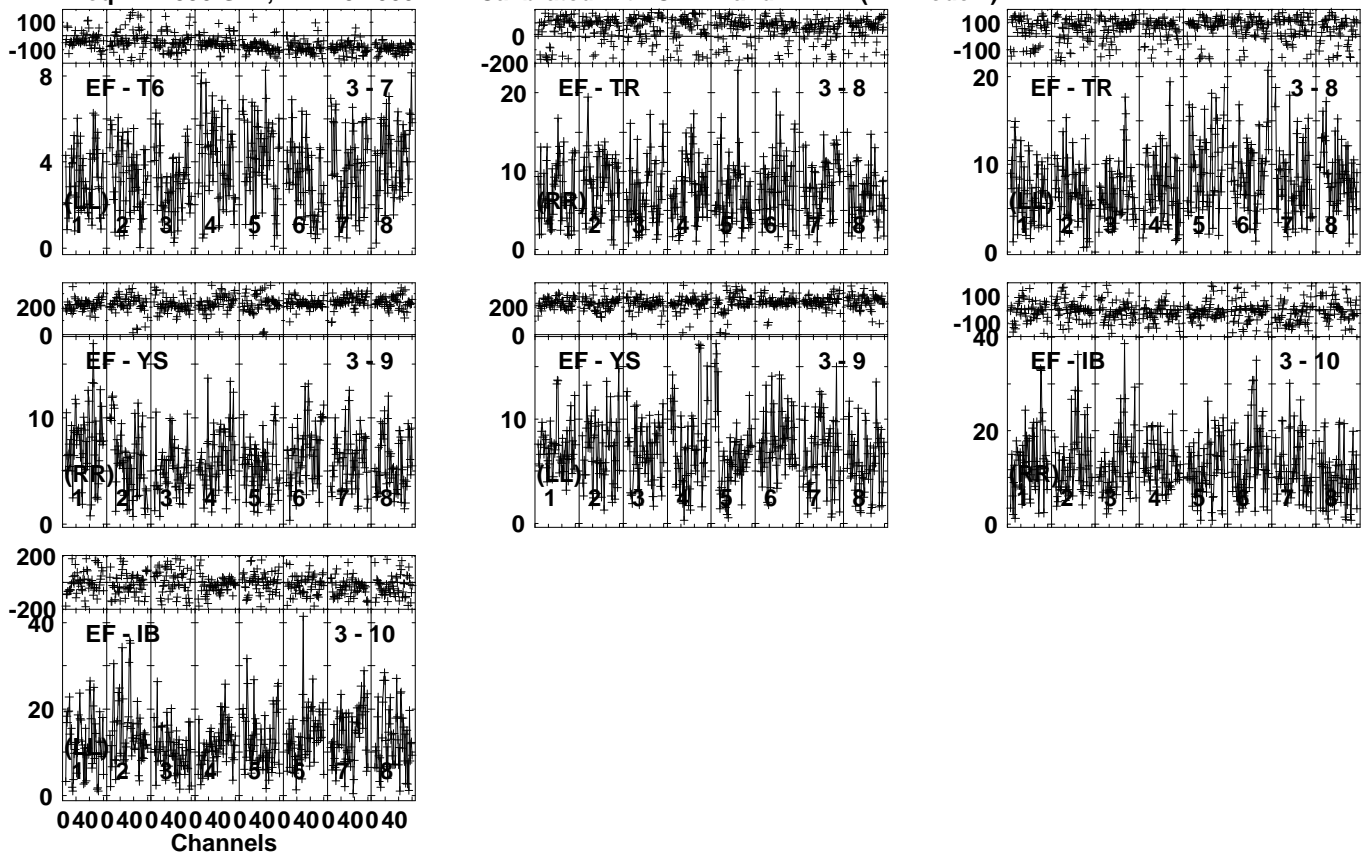 100
-100
8
4
0
EF - T6
3 - 7
(LL)
1 2 3 4 5 6 7 8
0
-200
20
10
0
EF - TR
3 - 8
(RR)
1 2 3 4 5 6 7 8
100
-100
20
10
0
EF - TR
3 - 8
(LL)
1 2 3 4 5 6 7 8
200
0
10
0
EF - YS
3 - 9
(RR)
1 2 3 4 5 6 7 8
200
0
10
0
EF - YS
3 - 9
(LL)
1 2 3 4 5 6 7 8
100
-100
40
20
0
EF - IB
3 - 10
(RR)
1 2 3 4 5 6 7 8
200
-200
40
20
0
EF - IB
3 - 10
(LL)
1 2 3 4 5 6 7 8
0 40 0 40 0 40 0 40 0 40 0 40 0 40 0 40
Channels